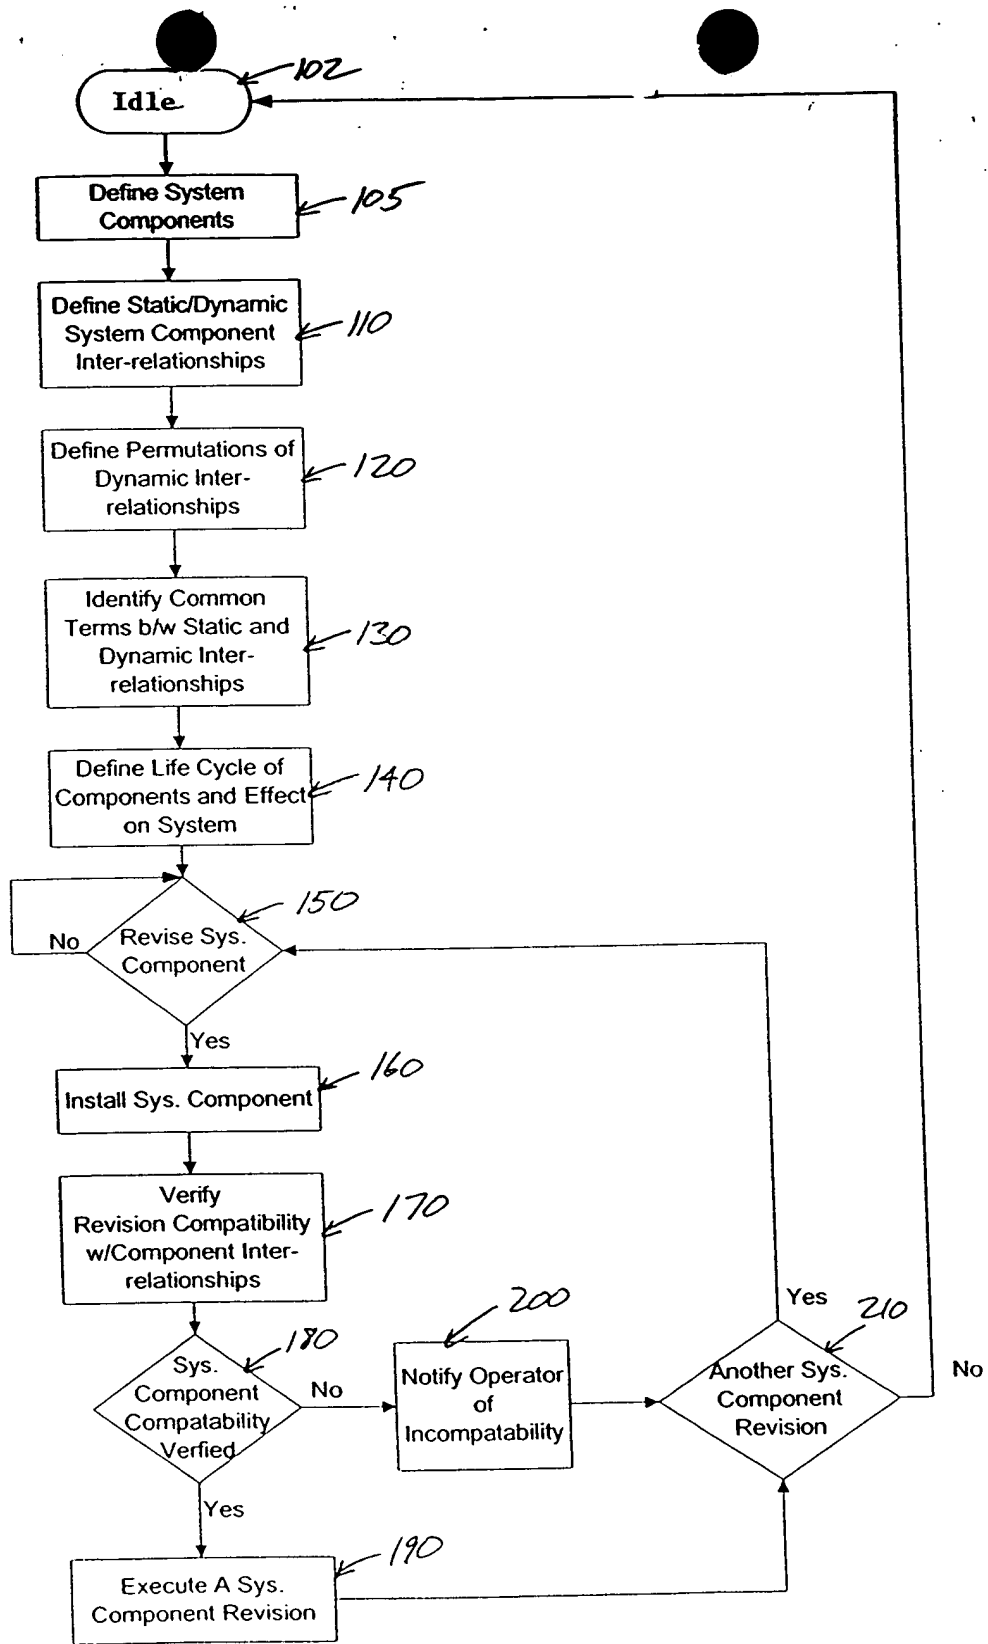 102
Idle
Define System
Components
105
Define Static/Dynamic
System Component
Inter-relationships
110
Define Permutations of
Dynamic Inter-
relationships
120
Identify Common
Terms b/w Static and
Dynamic Inter-
relationships
130
Define Life Cycle of
Components and Effect
on System
140
150
No
Revise Sys.
Component
Yes
160
Install Sys. Component
Verify
Revision Compatibility
w/Component Inter-
relationships
170
180
Sys.
Component
Compatability
Verfied
No
200
Notify Operator
of
Incompatability
Yes
210
Another Sys.
Component
Revision
No
Yes
190
Execute A Sys.
Component Revision